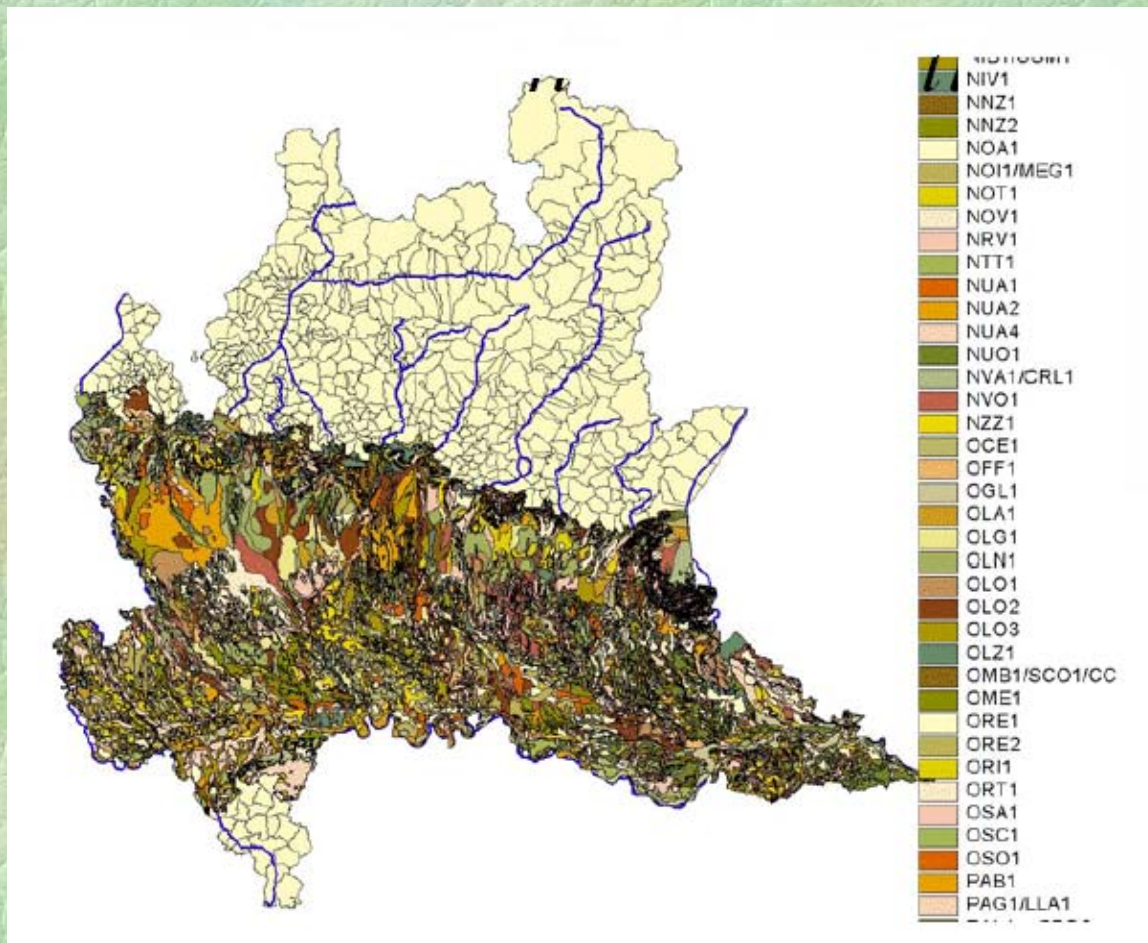 NIV1
NNZ1
NNZ2
NOA1
NOI1/MEG1
NOT1
NOV1
NRV1
NTT1
NUA1
NUA2
NUA4
NUO1
NVA1/CRL1
NVO1
NZZ1
OCE1
OFF1
OGL1
OLA1
OLG1
OLN1
OLO1
OLO2
OLO3
OLZ1
OMB1/SCO1/CC
OME1
ORE1
ORE2
ORI1
ORT1
OSA1
OSC1
OSO1
PAB1
PAG1/LLA1